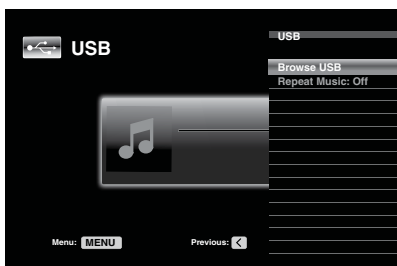 USB
USB
Browse USB
Repeat Music: Off
Menu: MENU
Previous: <